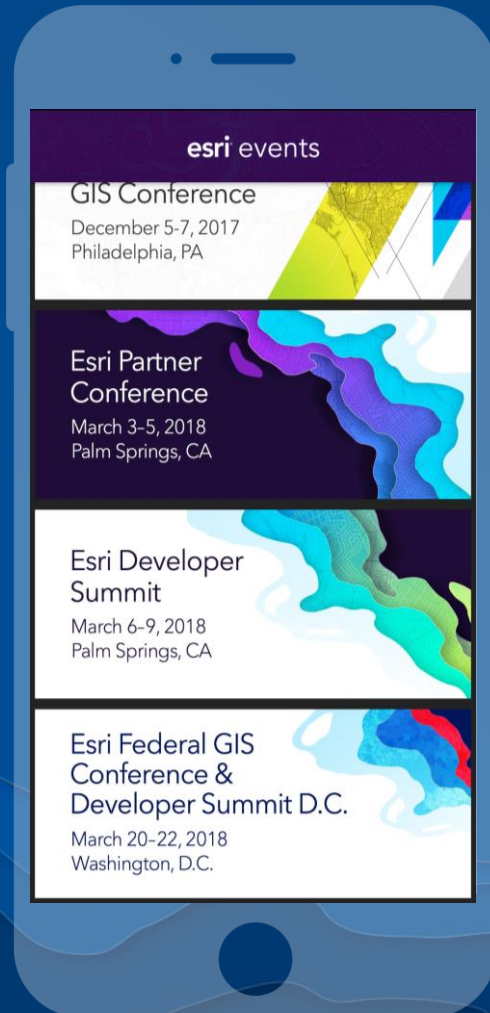 esri events
GIS Conference
December 5-7, 2017
Philadelphia, PA
Esri Partner
Conference
March 3-5, 2018
Palm Springs, CA
Esri Developer
Summit
March 6-9, 2018
Palm Springs, CA
Esri Federal GIS
Conference &
Developer Summit D.C.
March 20-22, 2018
Washington, D.C.